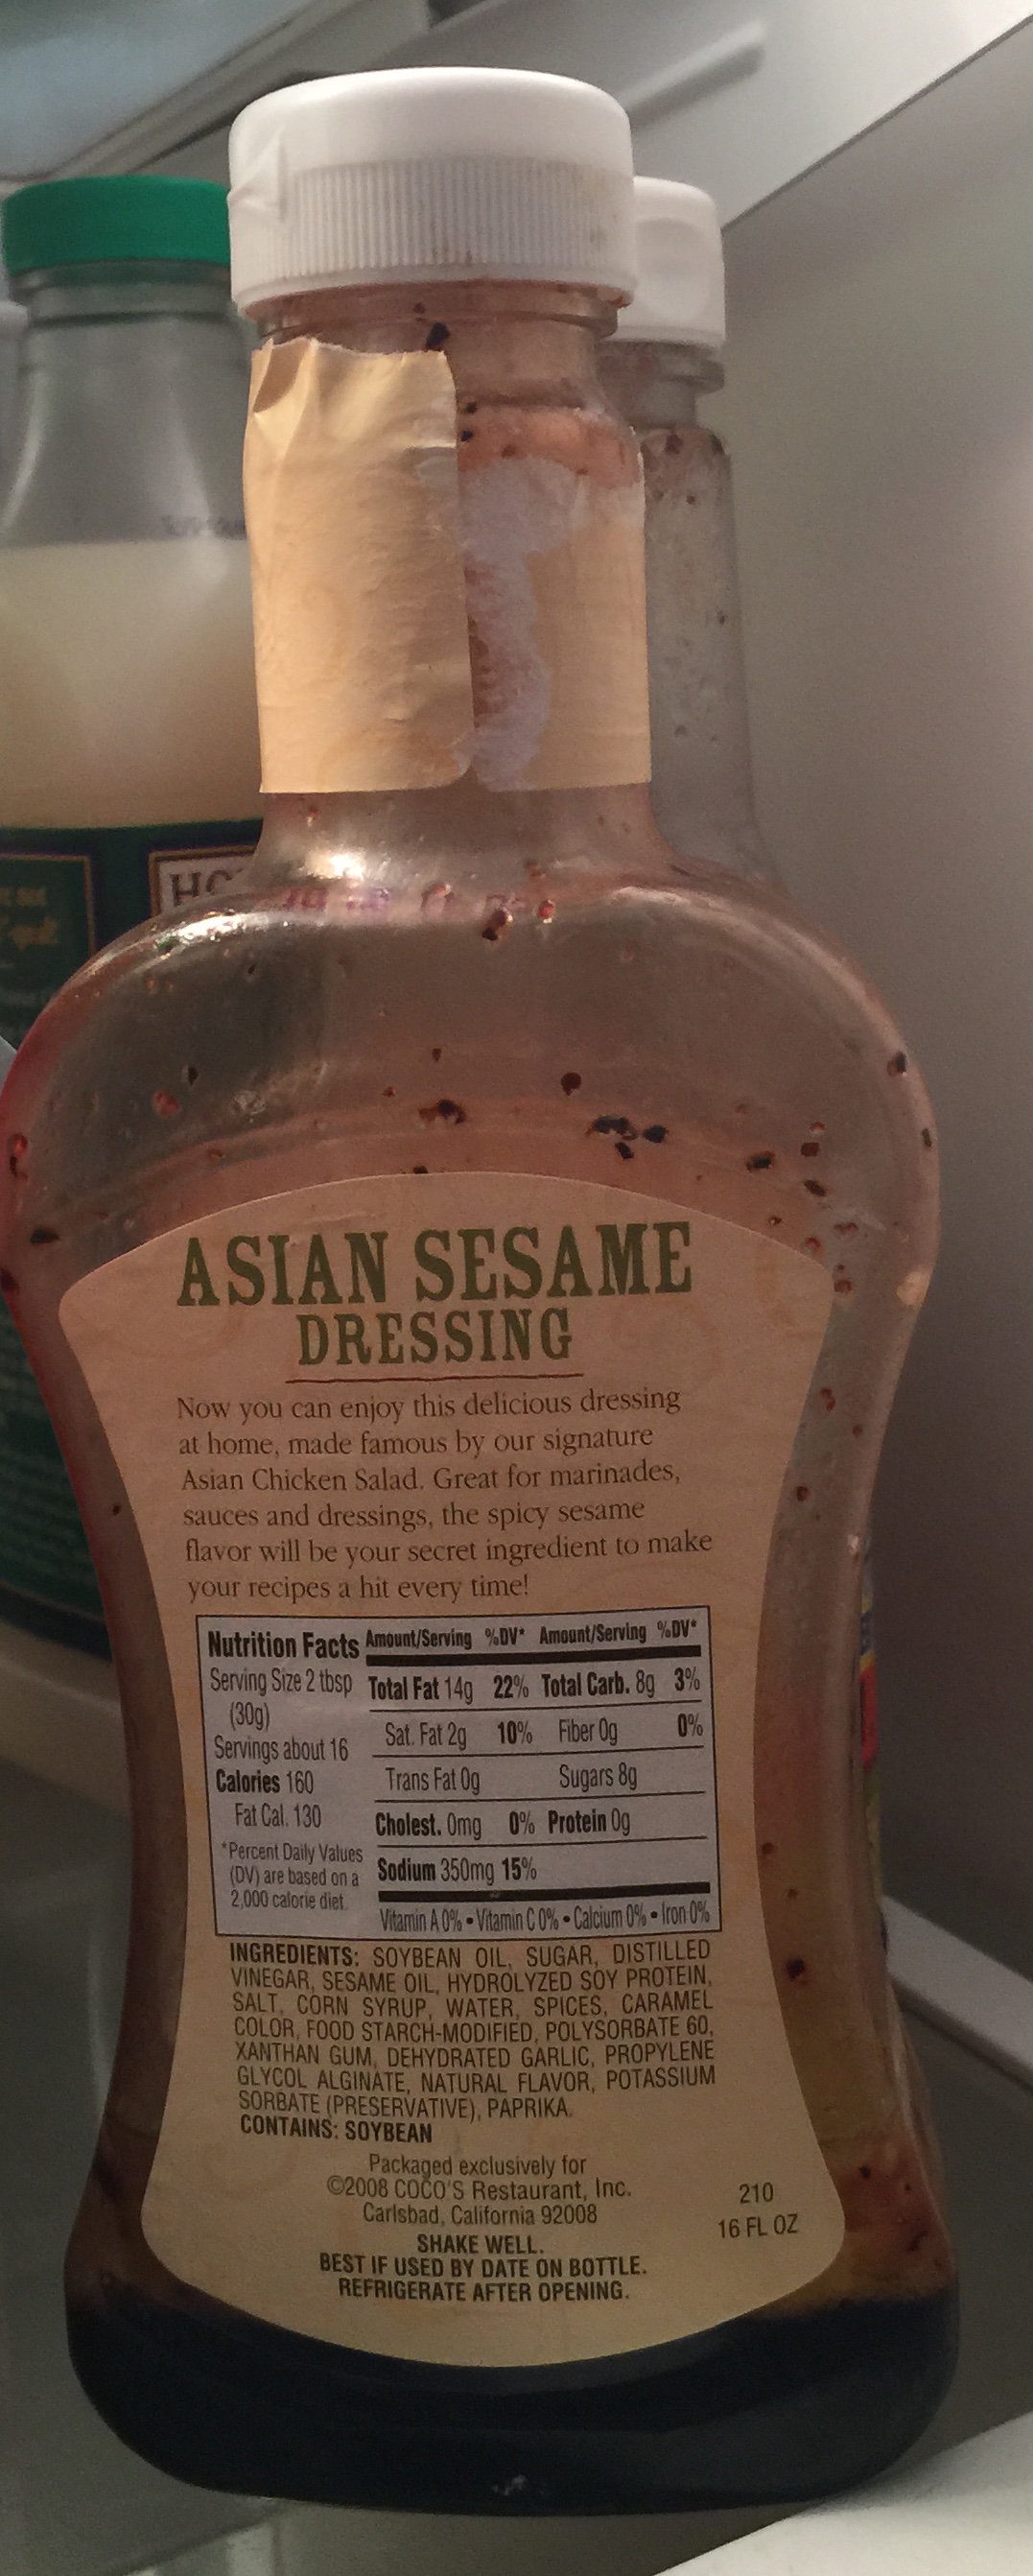 HO
ASIAN SESAME
DRESSING
Now you can enjoy this delicious dressing
at home, made famous by our signature
Asian Chicken Salad. Great for marinades,
sauces and dressings, the spicy sesame
flavor will be your secret ingredient to make
your recipes a hit every time!
Nutrition Facts
Serving Size 2 tbsp
(30g)
Servings about 16
Calories 160
Fat Cal. 130
*Percent Daily Values
(DV) are based on a
2,000 calorie diet.
Amount/Serving %DV* Amount/Serving %DV*
Total Fat 14g 22% Total Carb. 8g 3%
Sat. Fat 2g 10% Fiber 0g 0%
Trans Fat 0g Sugars 8g
Cholest. 0mg 0% Protein 0g
Sodium 350mg 15%
Vitamin A 0% • Vitamin C 0% • Calcium 0% • Iron 0%
INGREDIENTS: SOYBEAN OIL, SUGAR, DISTILLED
VINEGAR, SESAME OIL, HYDROLYZED SOY PROTEIN,
SALT, CORN SYRUP, WATER, SPICES, CARAMEL
COLOR, FOOD STARCH-MODIFIED, POLYSORBATE 60,
XANTHAN GUM, DEHYDRATED GARLIC, PROPYLENE
GLYCOL ALGINATE, NATURAL FLAVOR, POTASSIUM
SORBATE (PRESERVATIVE), PAPRIKA.
CONTAINS: SOYBEAN
Packaged exclusively for
©2008 COCO'S Restaurant, Inc.
Carlsbad, California 92008
SHAKE WELL.
BEST IF USED BY DATE ON BOTTLE.
REFRIGERATE AFTER OPENING.
210
16 FL OZ